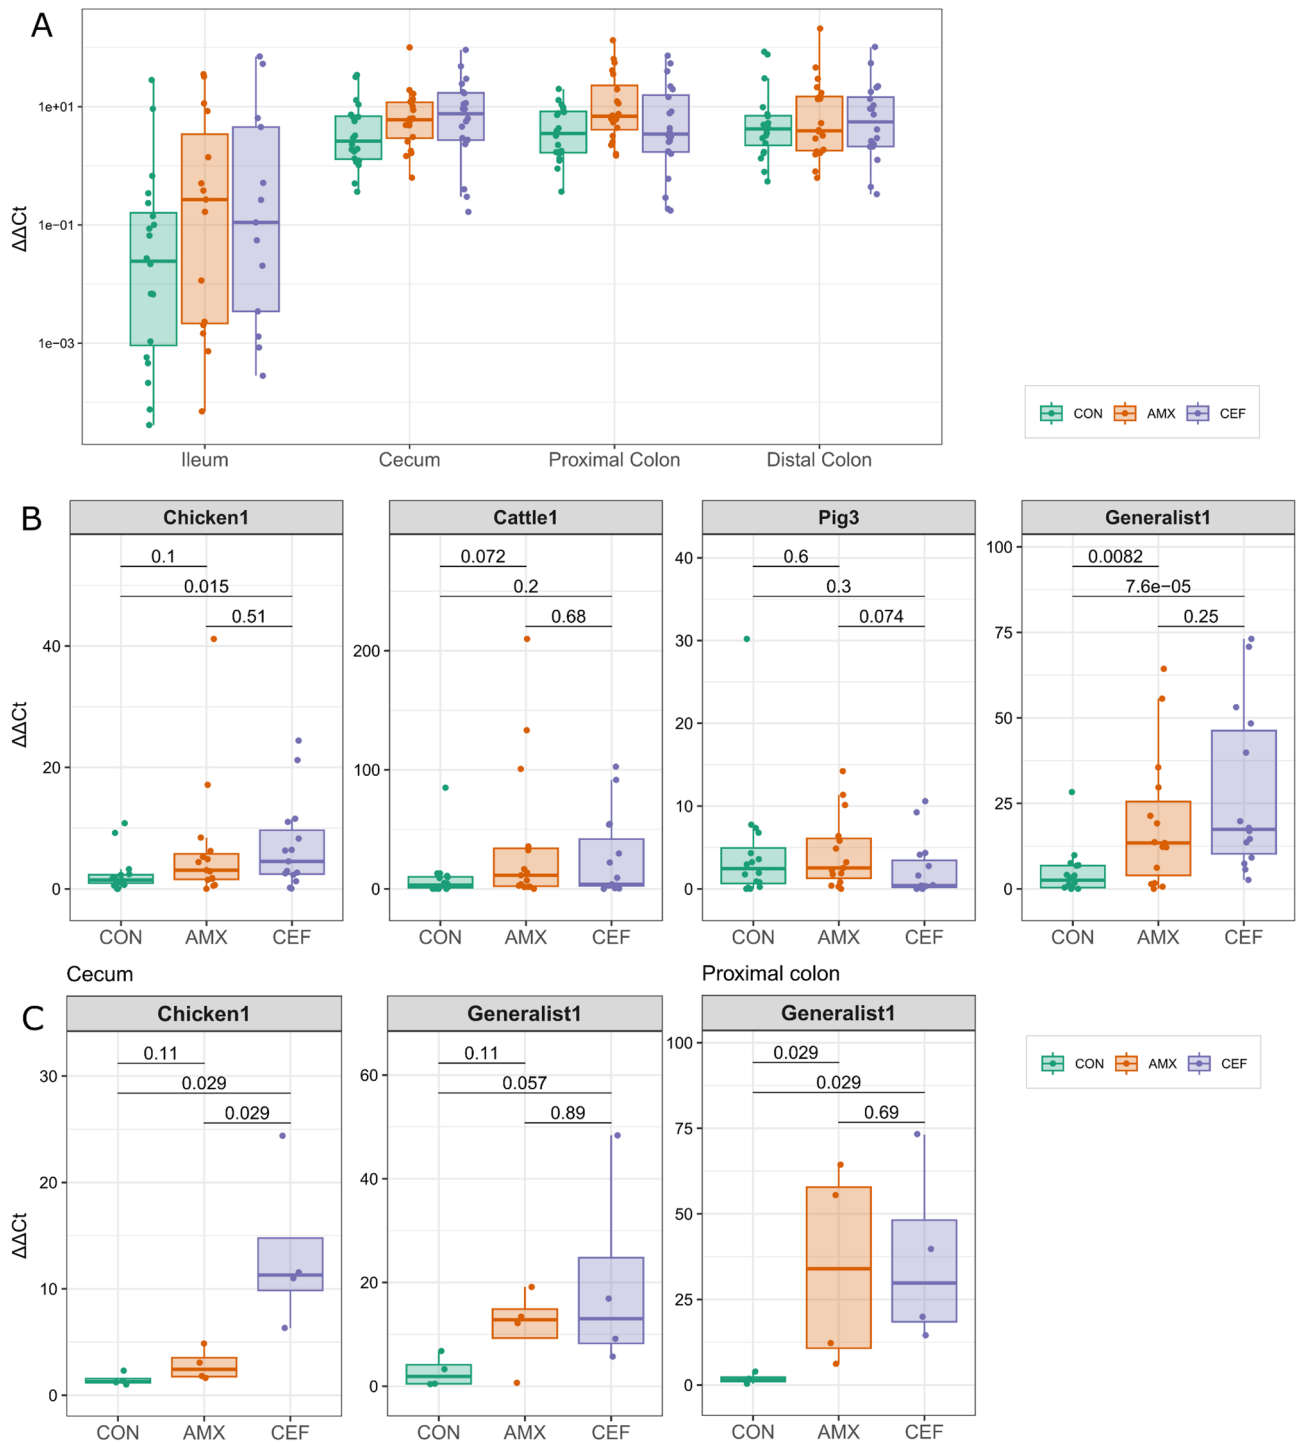 A
ΔΔCt
1e+01
1e−01
1e−03
Ileum Cecum Proximal Colon Distal Colon
CON AMX CEF
B
Chicken1 Cattle1 Pig3 Generalist1
ΔΔCt
0.1
0.015
0.51
40
20
0
CON AMX CEF
0.072
0.2
0.68
200
100
0
CON AMX CEF
0.6
0.3
0.074
40
30
20
10
0
CON AMX CEF
0.0082
7.6e−05
0.25
100
75
50
25
0
CON AMX CEF
Cecum Proximal colon
C
Chicken1 Generalist1 Generalist1
ΔΔCt
0.11
0.029
0.029
30
20
10
0
CON AMX CEF
0.11
0.057
0.89
60
40
20
0
CON AMX CEF
0.029
0.029
0.69
100
75
50
25
0
CON AMX CEF
CON AMX CEF